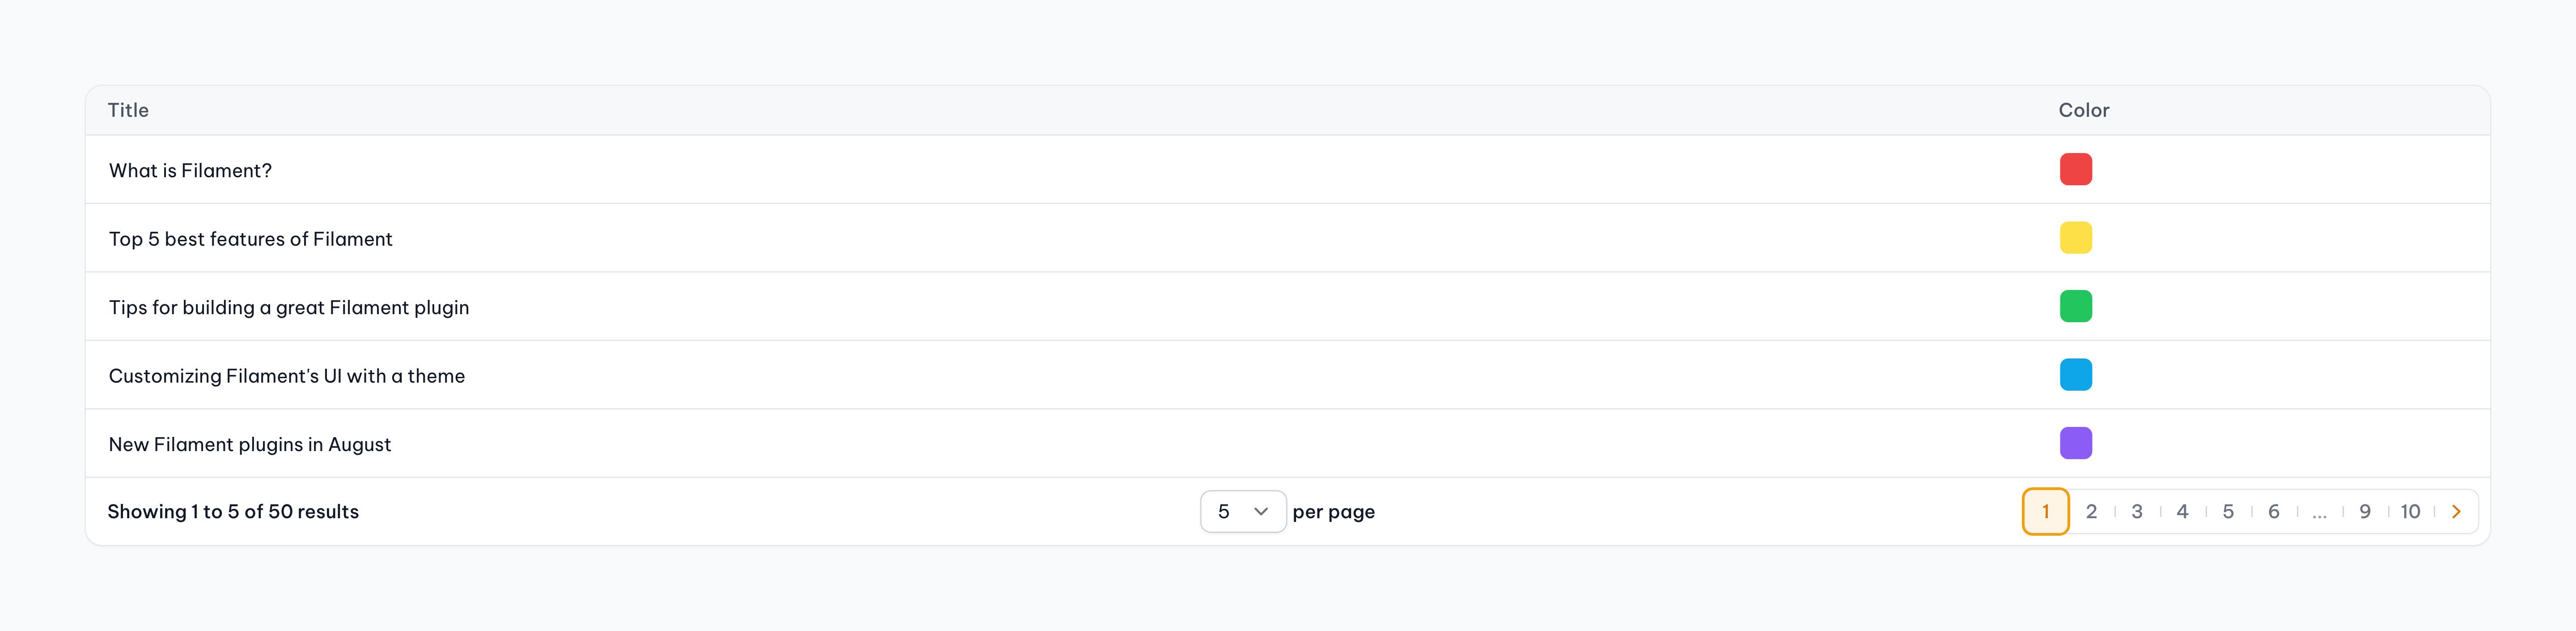 Title Color
What is Filament?
Top 5 best features of Filament
Tips for building a great Filament plugin
Customizing Filament's UI with a theme
New Filament plugins in August
Showing 1 to 5 of 50 results 5 per page 1 2 3 4 5 6 ... 9 10